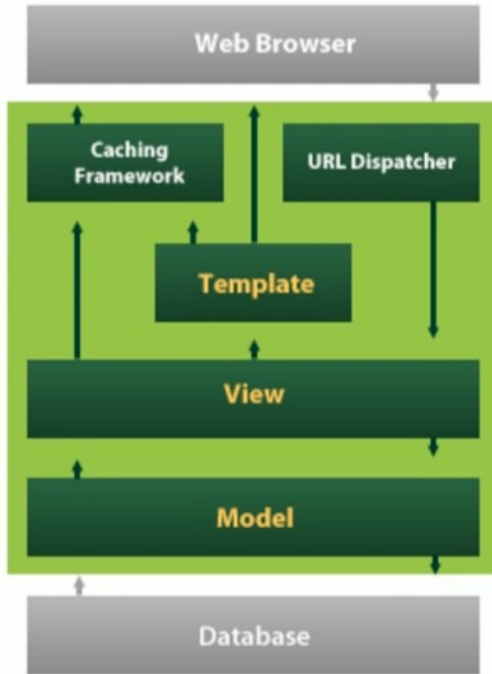 Web Browser
Caching
Framework
URL Dispatcher
Template
View
Model
Database